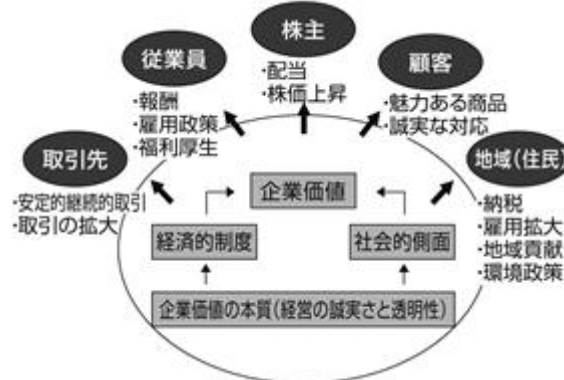 株主
・配当
・株価上昇
従業員
・報酬
・雇用政策
・福利厚生
顧客
・魅力ある商品
・誠実な対応
取引先
・安定的継続的取引
・取引の拡大
地域(住民)
・納税
・雇用拡大
・地域貢献
・環境政策
企業価値
経済的制度
社会的側面
企業価値の本質(経営の誠実さと透明性)